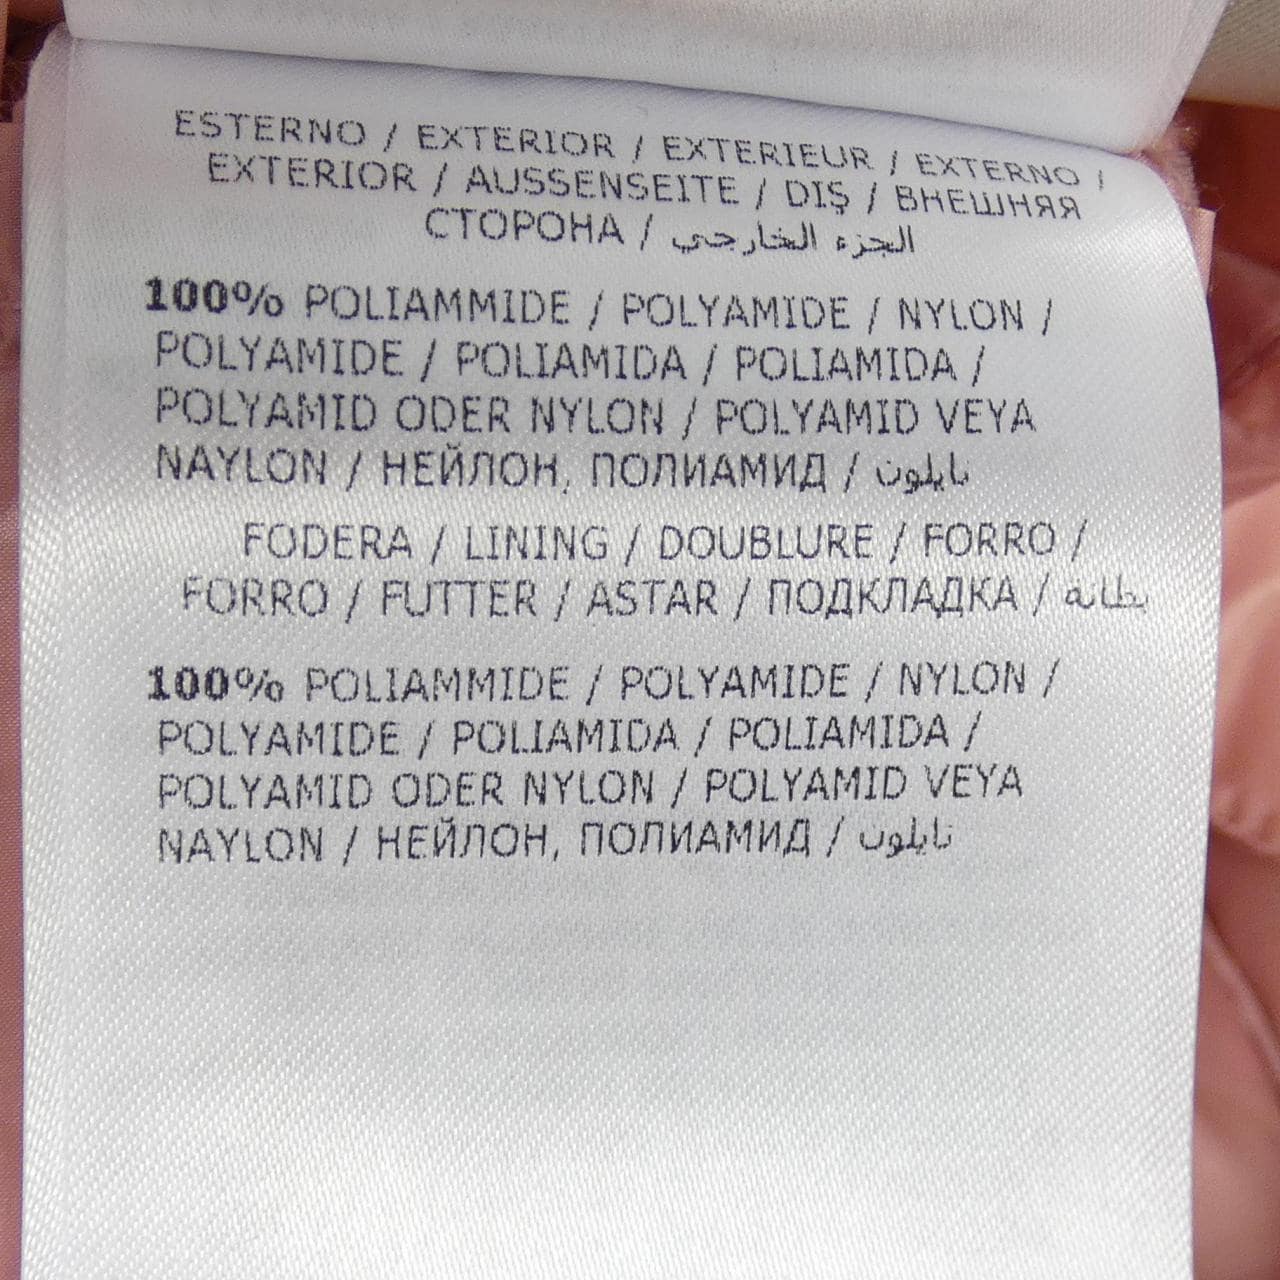 ESTERNO / EXTERIOR / EXTERIEUR / EXTERNO /
EXTERIOR / AUSSENSEITE / DIŞ / ВНЕШНЯЯ
СТОРОНА / الجزء الخارجي
100% POLIAMMIDE / POLYAMIDE / NYLON /
POLYAMIDE / POLIAMIDA / POLIAMIDA /
POLYAMID ODER NYLON / POLYAMID VEYA
NAYLON / НЕЙЛОН, ПОЛИАМИД / نايلون
FODERA / LINING / DOUBLURE / FORRO /
FORRO / FUTTER / ASTAR / ПОДКЛАДКА / بطانة
100% POLIAMMIDE / POLYAMIDE / NYLON /
POLYAMIDE / POLIAMIDA / POLIAMIDA /
POLYAMID ODER NYLON / POLYAMID VEYA
NAYLON / НЕЙЛОН, ПОЛИАМИД / نايلون